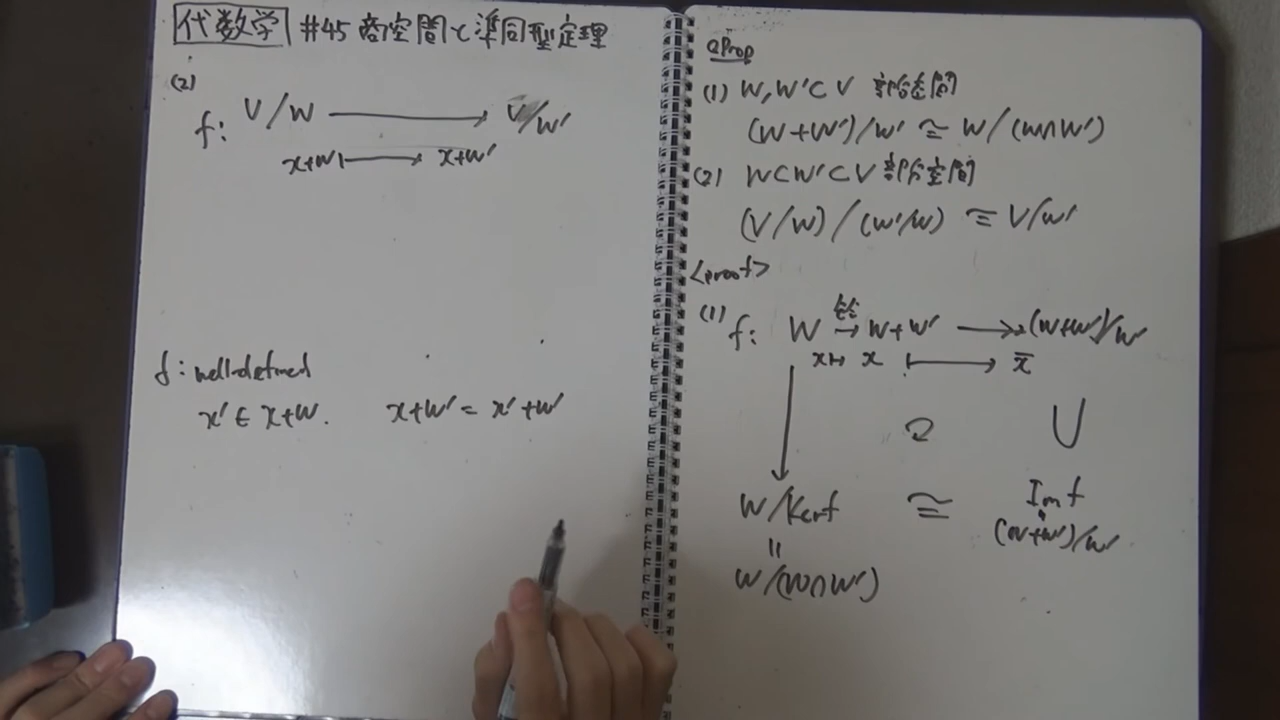 代数学 #45 商空間と準同型定理
(2)
f: V/W → V/W'
x+W ↦ x+W'
f: well-defined
x' ∈ x+W. x+W' = x'+W'
Prop
(1) W, W' ⊂ V 部分空間
(W+W')/W' ≅ W/(W∩W')
(2) W⊂W'⊂V 部分空間
(V/W)/(W'/W) ≅ V/W'
<proof>
(1) f: W → W+W' ↠ (W+W')/W'
x ↦ x ↦ x̄
↓ ∪
W/Kerf ≅ Im f
(W+W')/W'
W/(W∩W')